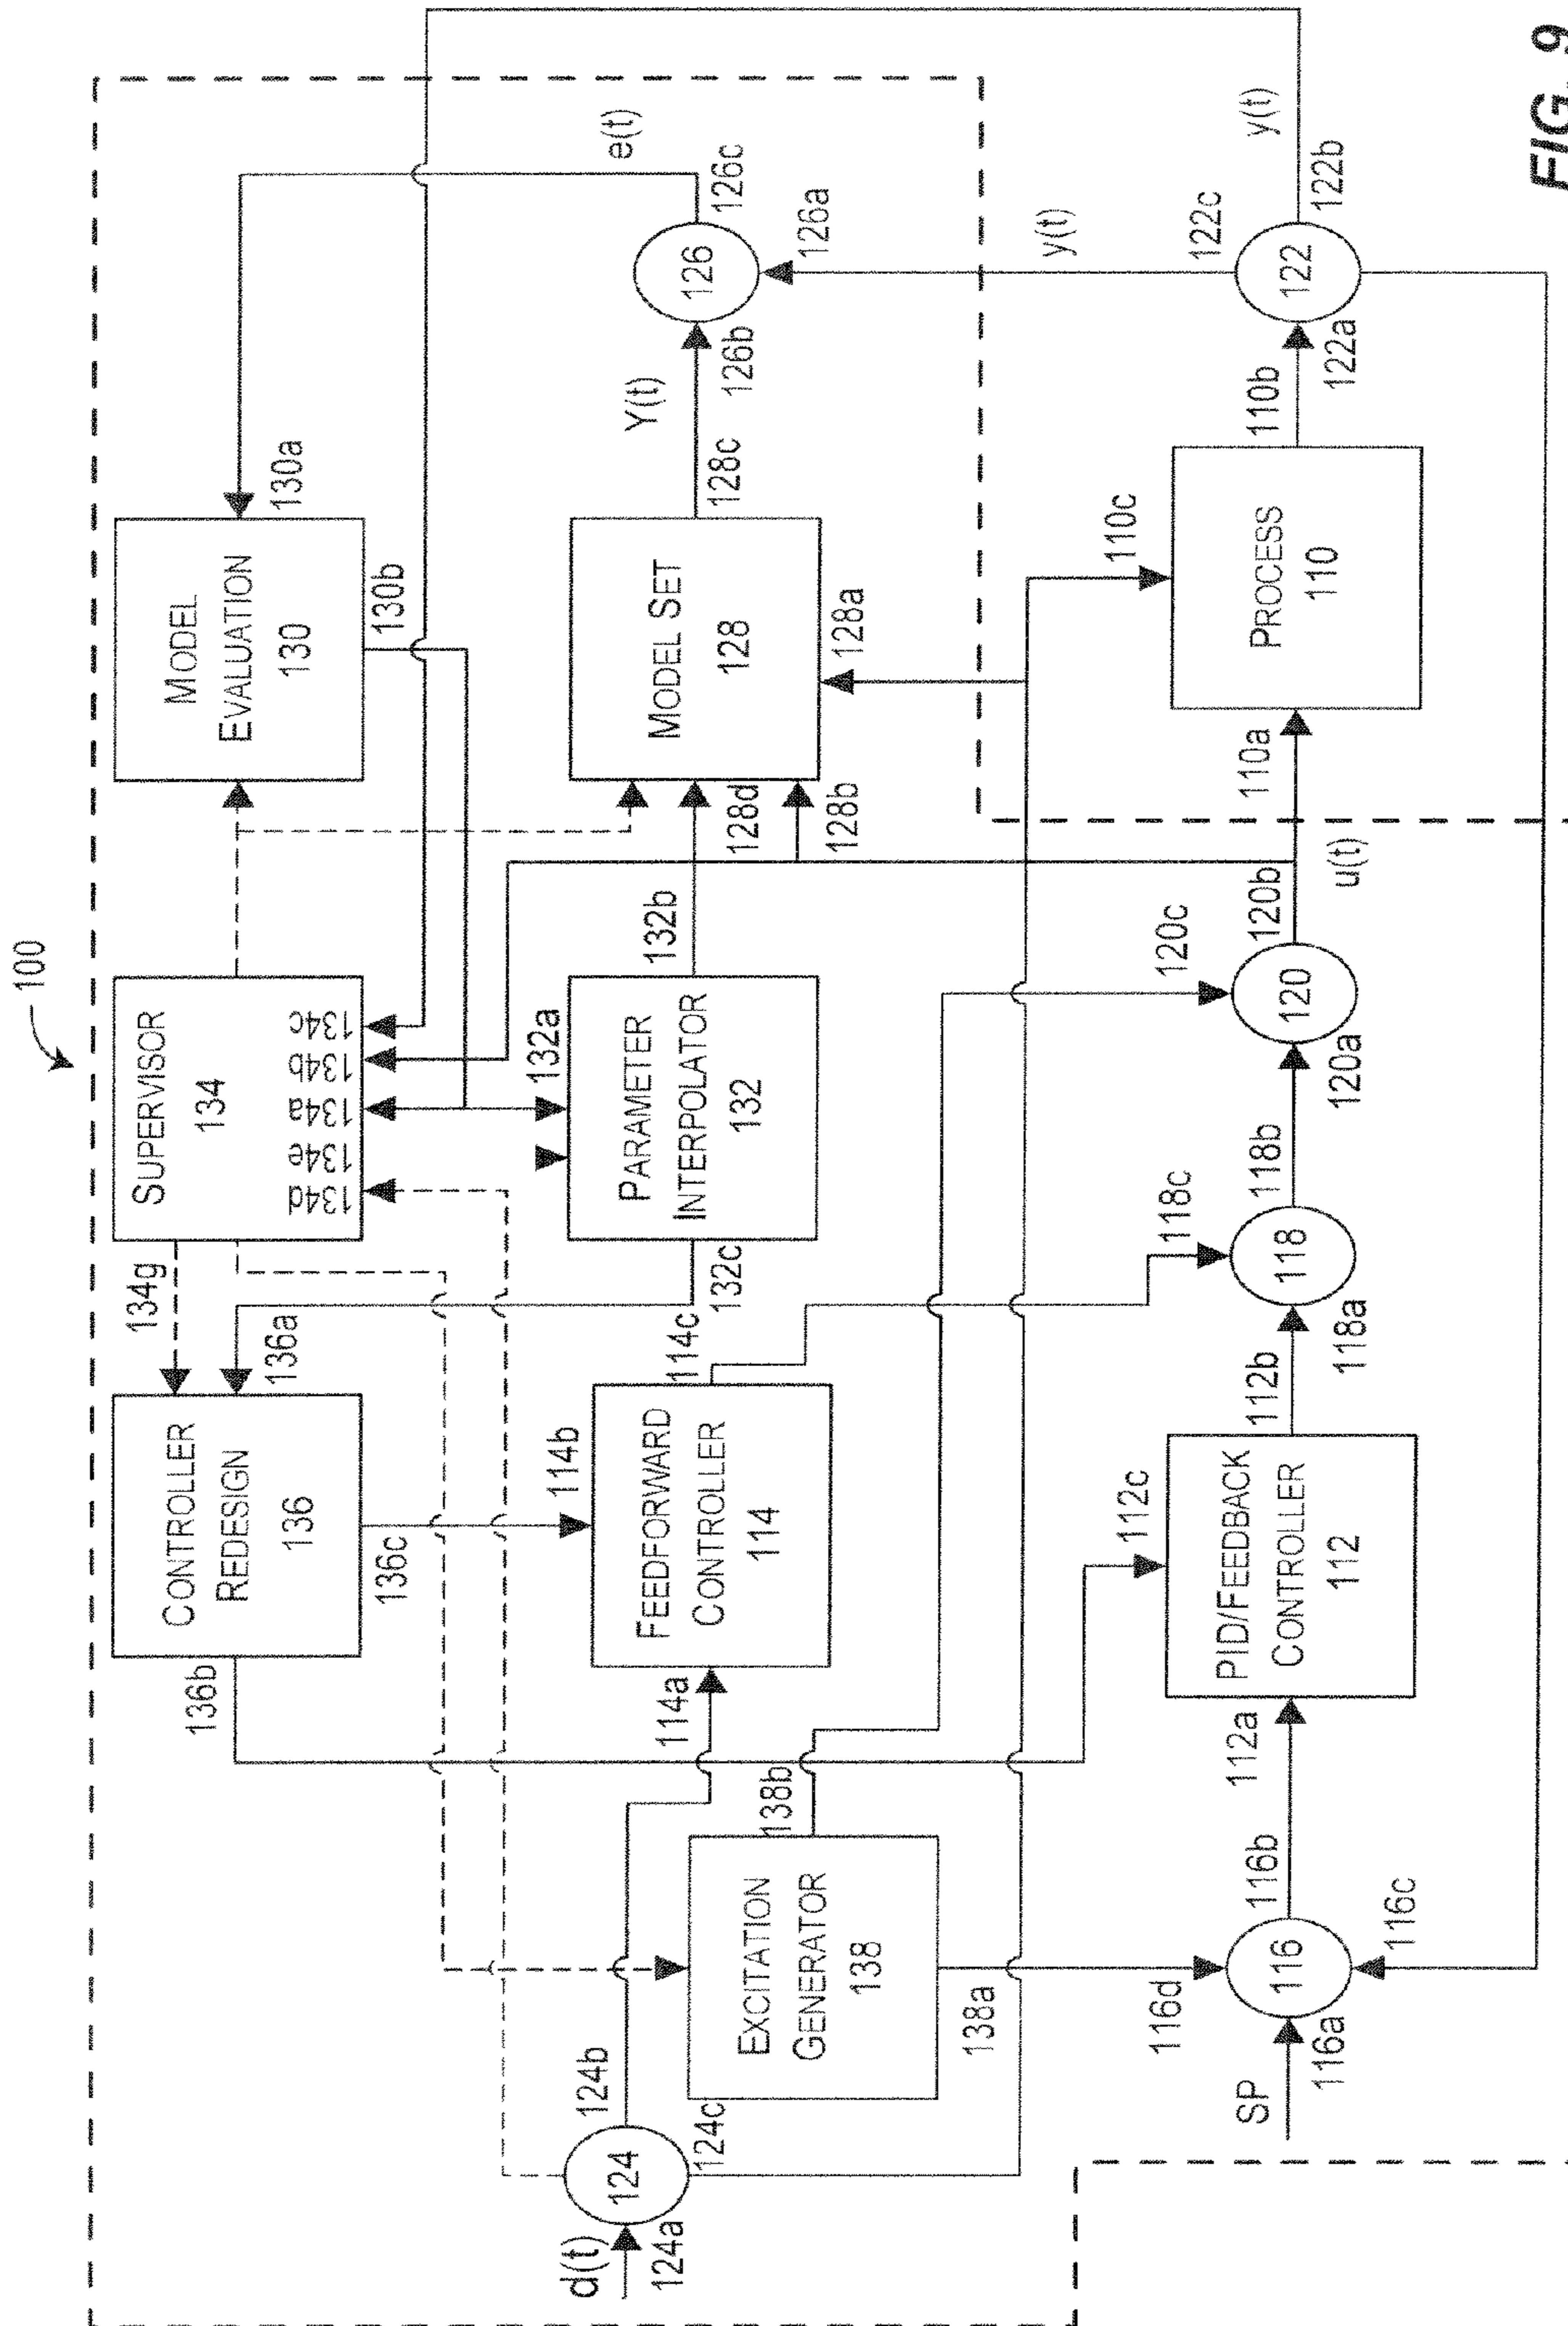 100
CONTROLLER
REDESIGN
136
136b
136c
136a
134g
SUPERVISOR
134
134d
134e
134a
134b
134c
MODEL
EVALUATION
130
130a
130b
e(t)
d(t)
124a
124
124b
124c
EXCITATION
GENERATOR
138
138b
138a
114a
FEEDFORWARD
CONTROLLER
114
114b
114c
132c
PARAMETER
INTERPOLATOR
132
132a
132b
128d
128b
MODEL SET
128
128a
128c
Y(t)
126b
126
126c
126a
y(t)
SP
116a
116
116d
116b
116c
112a
PID/FEEDBACK
CONTROLLER
112
112c
112b
118a
118
118c
118b
120a
120
120c
120b
u(t)
110a
PROCESS
110
110c
110b
122a
122
122c
122b
y(t)
FIG. 9